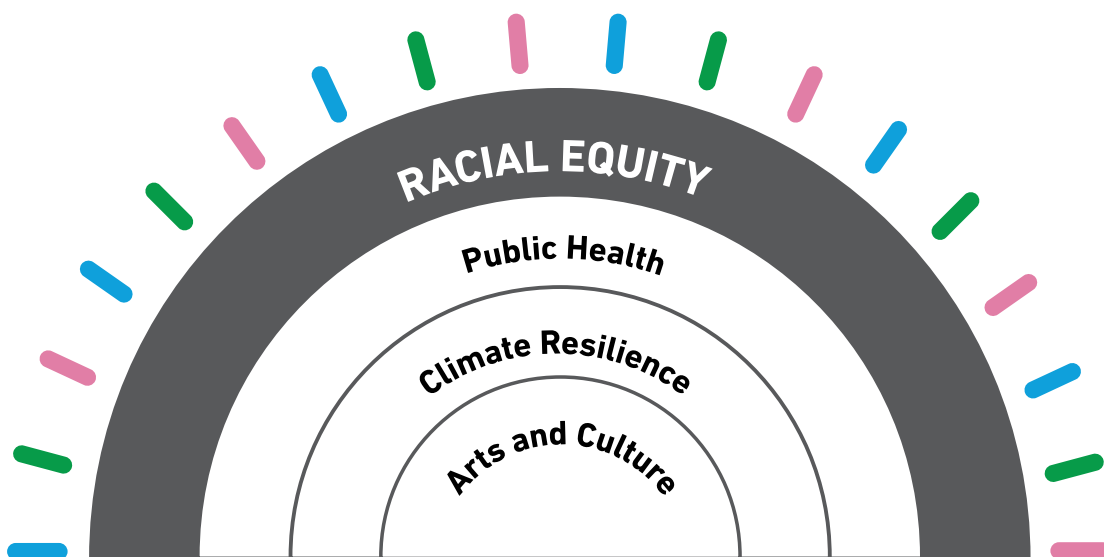 RACIAL EQUITY
Public Health
Climate Resilience
Arts and Culture